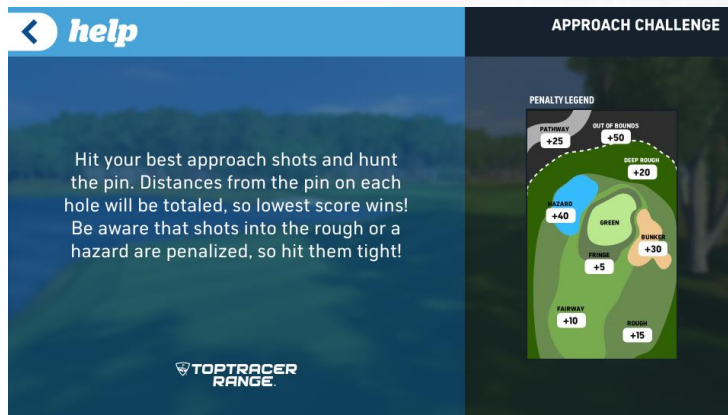 help
APPROACH CHALLENGE
Hit your best approach shots and hunt
the pin. Distances from the pin on each
hole will be totaled, so lowest score wins!
Be aware that shots into the rough or a
hazard are penalized, so hit them tight!
TOPTRACER
RANGE
PENALTY LEGEND
PATHWAY
+25
OUT OF BOUNDS
+50
DEEP ROUGH
+20
HAZARD
+40
GREEN
BUNKER
+30
FRINGE
+5
FAIRWAY
+10
ROUGH
+15